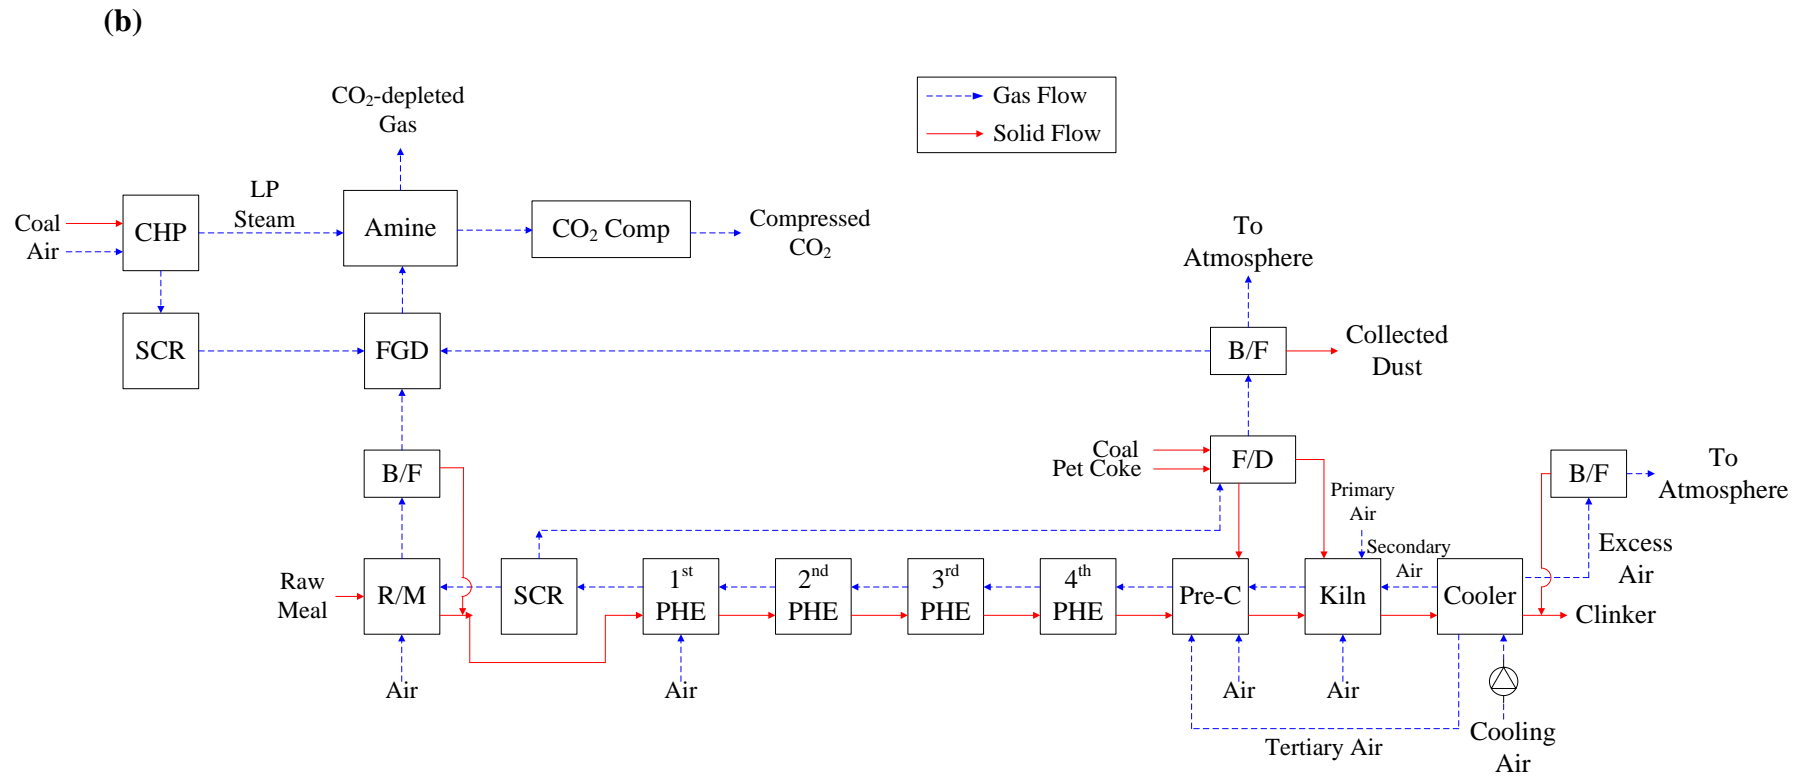 (b)
Gas Flow
Solid Flow
CO₂-depleted
Gas
Coal
Air
CHP
LP
Steam
Amine
CO₂ Comp
Compressed
CO₂
To
Atmosphere
SCR
FGD
B/F
Collected
Dust
B/F
Coal
Pet Coke
F/D
Primary
Air
B/F
To
Atmosphere
Raw
Meal
R/M
SCR
1st
PHE
2nd
PHE
3rd
PHE
4th
PHE
Pre-C
Kiln
Secondary
Air
Cooler
Excess
Air
Clinker
Air
Air
Air
Air
Tertiary Air
Cooling
Air